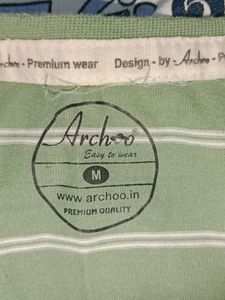 Archoo - Premium wear Design - by - Archoo - P
Archoo
Easy to wear
M
www.archoo.in
PREMIUM QUALITY